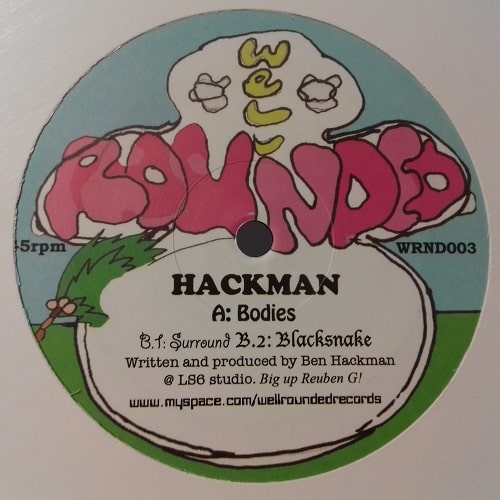 Well
ROUNDED
5rpm
WRND003
HACKMAN
A: Bodies
B.1: Surround B.2: Blacksnake
Written and produced by Ben Hackman
@ LS6 studio. Big up Reuben G!
www.myspace.com/wellroundedrecords